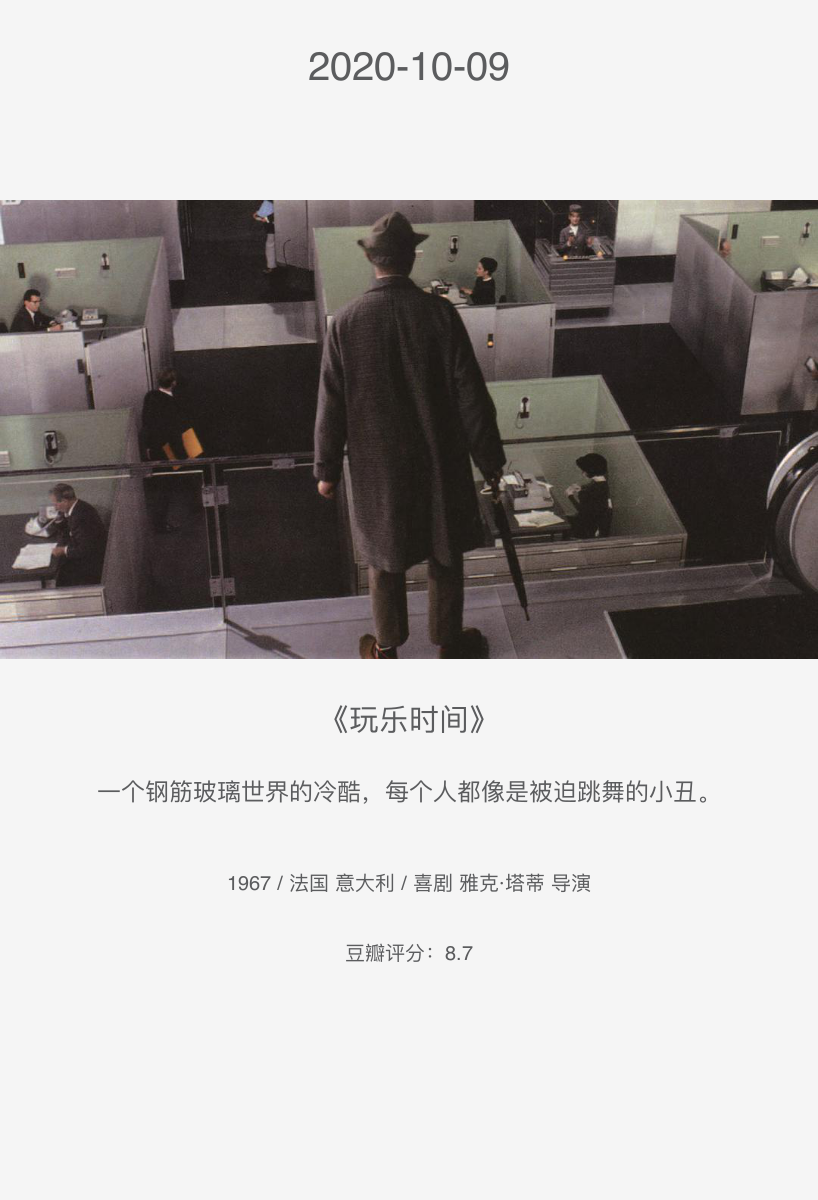 2020-10-09
《玩乐时间》
一个钢筋玻璃世界的冷酷，每个人都像是被迫跳舞的小丑。
1967 / 法国 意大利 / 喜剧 雅克·塔蒂 导演
豆瓣评分：8.7